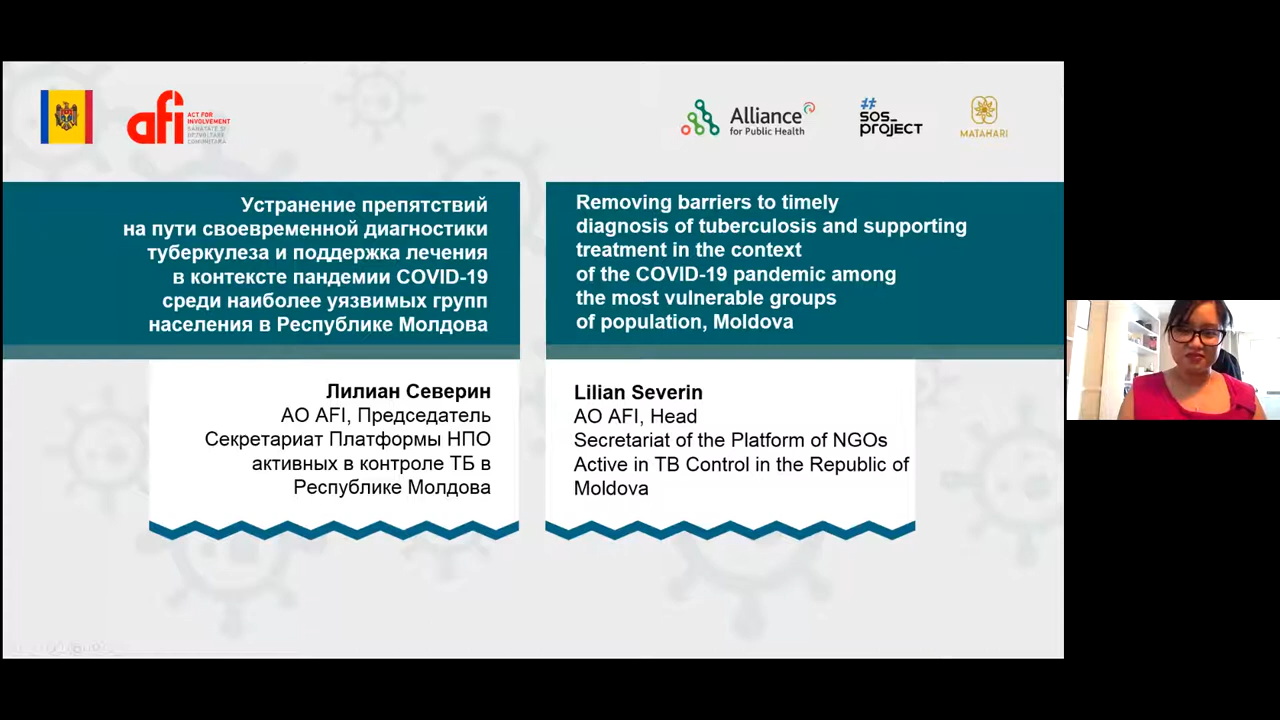 afi
ACT FOR
INVOLVEMENT
SANATATE SI
DEZVOLTARE
COMUNITARA
Alliance
for Public Health
#
SOS_
PROJECT
MATAHARI
Устранение препятствий
на пути своевременной диагностики
туберкулеза и поддержка лечения
в контексте пандемии COVID-19
среди наиболее уязвимых групп
населения в Республике Молдова
Removing barriers to timely
diagnosis of tuberculosis and supporting
treatment in the context
of the COVID-19 pandemic among
the most vulnerable groups
of population, Moldova
Лилиан Северин
АО AFI, Председатель
Секретариат Платформы НПО
активных в контроле ТБ в
Республике Молдова
Lilian Severin
AO AFI, Head
Secretariat of the Platform of NGOs
Active in TB Control in the Republic of
Moldova